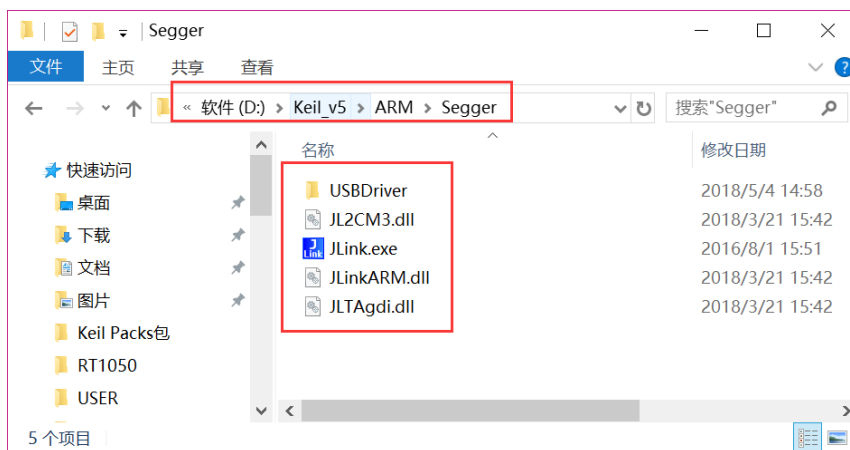 Segger
文件 主页 共享 查看
« 软件 (D:) > Keil_v5 > ARM > Segger 搜索"Segger"
名称 修改日期
快速访问
桌面
下载
文档
图片
Keil Packs包
RT1050
USER
USBDriver 2018/5/4 14:58
JL2CM3.dll 2018/3/21 15:42
JLink.exe 2016/8/1 15:51
JLinkARM.dll 2018/3/21 15:42
JLTAgdi.dll 2018/3/21 15:42
5 个项目